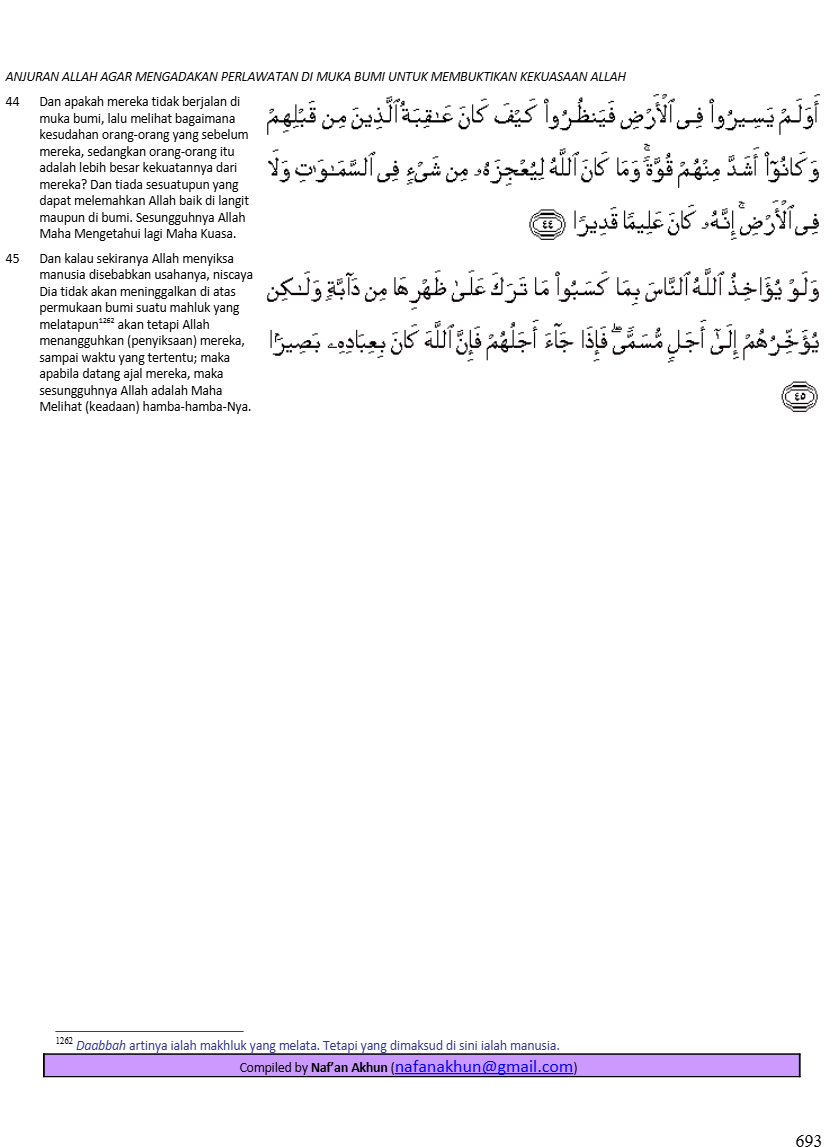 ANJURAN ALLAH AGAR MENGADAKAN PERLAWATAN DI MUKA BUMI UNTUK MEMBUKTIKAN KEKUASAAN ALLAH
44 Dan apakah mereka tidak berjalan di
muka bumi, lalu melihat bagaimana
kesudahan orang-orang yang sebelum
mereka, sedangkan orang-orang itu
adalah lebih besar kekuatannya dari
mereka? Dan tiada sesuatupun yang
dapat melemahkan Allah baik di langit
maupun di bumi. Sesungguhnya Allah
Maha Mengetahui lagi Maha Kuasa.
أَوَلَمْ يَسِيرُوا۟ فِى ٱلْأَرْضِ فَيَنظُرُوا۟ كَيْفَ كَانَ عَـٰقِبَةُ ٱلَّذِينَ مِن قَبْلِهِمْ
وَكَانُوٓا۟ أَشَدَّ مِنْهُمْ قُوَّةً ۚ وَمَا كَانَ ٱللَّهُ لِيُعْجِزَهُۥ مِن شَىْءٍ فِى ٱلسَّمَـٰوَٰتِ وَلَا
فِى ٱلْأَرْضِ ۚ إِنَّهُۥ كَانَ عَلِيمًا قَدِيرًا ٤٤
45 Dan kalau sekiranya Allah menyiksa
manusia disebabkan usahanya, niscaya
Dia tidak akan meninggalkan di atas
permukaan bumi suatu mahluk yang
melatapun1262 akan tetapi Allah
menangguhkan (penyiksaan) mereka,
sampai waktu yang tertentu; maka
apabila datang ajal mereka, maka
sesungguhnya Allah adalah Maha
Melihat (keadaan) hamba-hamba-Nya.
وَلَوْ يُؤَاخِذُ ٱللَّهُ ٱلنَّاسَ بِمَا كَسَبُوا۟ مَا تَرَكَ عَلَىٰ ظَهْرِهَا مِن دَآبَّةٍ وَلَـٰكِن
يُؤَخِّرُهُمْ إِلَىٰٓ أَجَلٍ مُّسَمًّى ۖ فَإِذَا جَآءَ أَجَلُهُمْ فَإِنَّ ٱللَّهَ كَانَ بِعِبَادِهِۦ بَصِيرًۢا
٤٥
1262 Daabbah artinya ialah makhluk yang melata. Tetapi yang dimaksud di sini ialah manusia.
Compiled by Naf’an Akhun (nafanakhun@gmail.com)
693